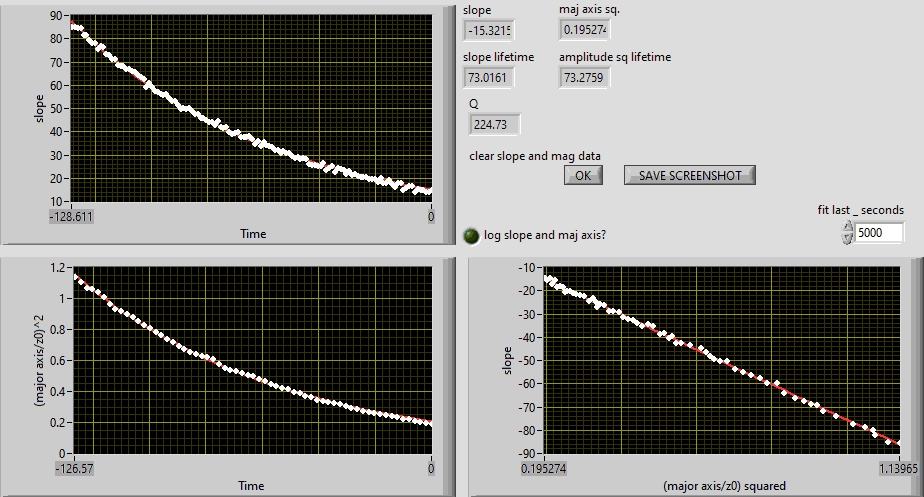 slope
maj axis sq.
-15.3215
0.195274
slope lifetime
amplitude sq lifetime
73.0161
73.2759
Q
224.73
clear slope and mag data
OK
SAVE SCREENSHOT
fit last _ seconds
5000
log slope and maj axis?
90
80
70
60
50
40
30
20
10
slope
-128.611
0
Time
1.2
1
0.8
0.6
0.4
0.2
0
(major axis/z0)^2
-126.57
0
Time
-10
-20
-30
-40
-50
-60
-70
-80
-90
slope
0.195274
1.13965
(major axis/z0) squared